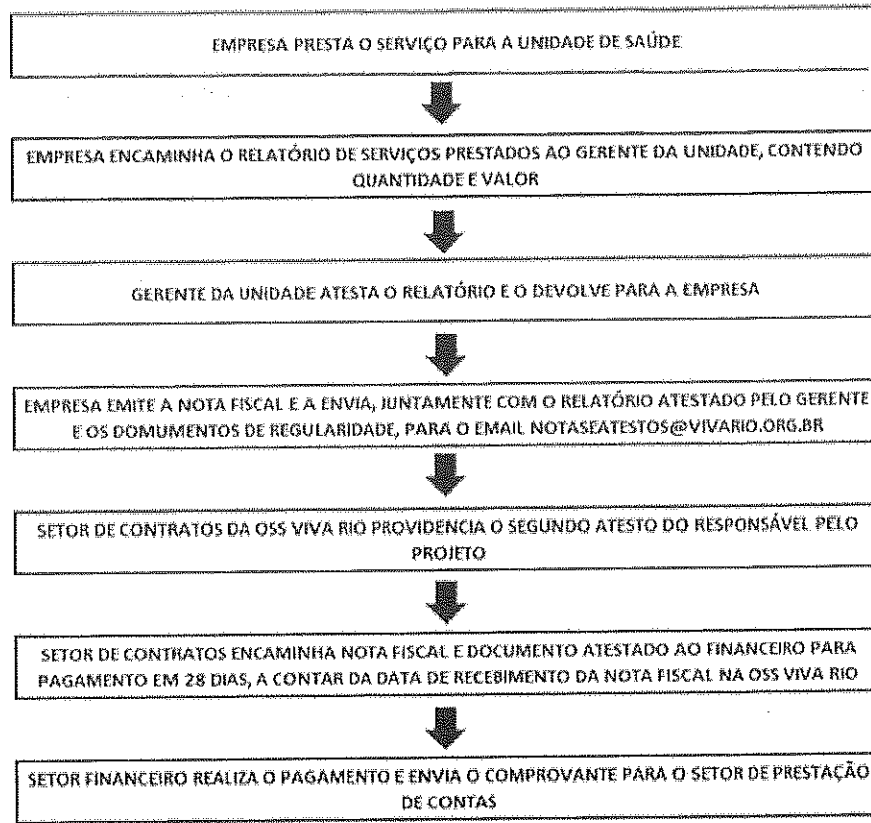 EMPRESA PRESTA O SERVIÇO PARA A UNIDADE DE SAÚDE
EMPRESA ENCAMINHA O RELATÓRIO DE SERVIÇOS PRESTADOS AO GERENTE DA UNIDADE, CONTENDO
QUANTIDADE E VALOR
GERENTE DA UNIDADE ATESTA O RELATÓRIO E O DEVOLVE PARA A EMPRESA
EMPRESA EMITE A NOTA FISCAL E A ENVIA, JUNTAMENTE COM O RELATÓRIO ATESTADO PELO GERENTE
E OS DOMUMENTOS DE REGULARIDADE, PARA O EMAIL NOTASEATESTOS@VIVARIO.ORG.BR
SETOR DE CONTRATOS DA OSS VIVA RIO PROVIDENCIA O SEGUNDO ATESTO DO RESPONSÁVEL PELO
PROJETO
SETOR DE CONTRATOS ENCAMINHA NOTA FISCAL E DOCUMENTO ATESTADO AO FINANCEIRO PARA
PAGAMENTO EM 28 DIAS, A CONTAR DA DATA DE RECEBIMENTO DA NOTA FISCAL NA OSS VIVA RIO
SETOR FINANCEIRO REALIZA O PAGAMENTO E ENVIA O COMPROVANTE PARA O SETOR DE PRESTAÇÃO
DE CONTAS